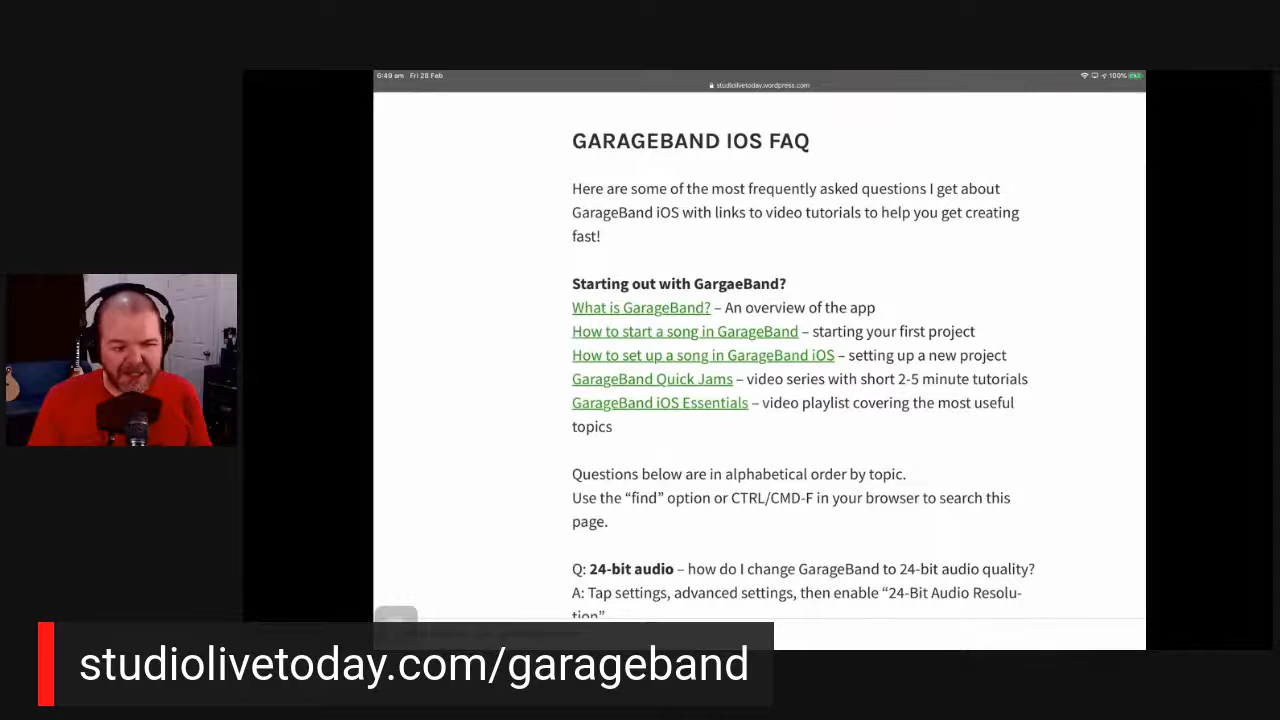 6:49 am Fri 28 Feb
100%
studiolivetoday.wordpress.com
GARAGEBAND IOS FAQ
Here are some of the most frequently asked questions I get about
GarageBand iOS with links to video tutorials to help you get creating
fast!
Starting out with GargaeBand?
What is GarageBand? – An overview of the app
How to start a song in GarageBand – starting your first project
How to set up a song in GarageBand iOS – setting up a new project
GarageBand Quick Jams – video series with short 2-5 minute tutorials
GarageBand iOS Essentials – video playlist covering the most useful
topics
Questions below are in alphabetical order by topic.
Use the “find” option or CTRL/CMD-F in your browser to search this
page.
Q: 24-bit audio – how do I change GarageBand to 24-bit audio quality?
A: Tap settings, advanced settings, then enable “24-Bit Audio Resolu-
tion”
studiolivetoday.com/garageband